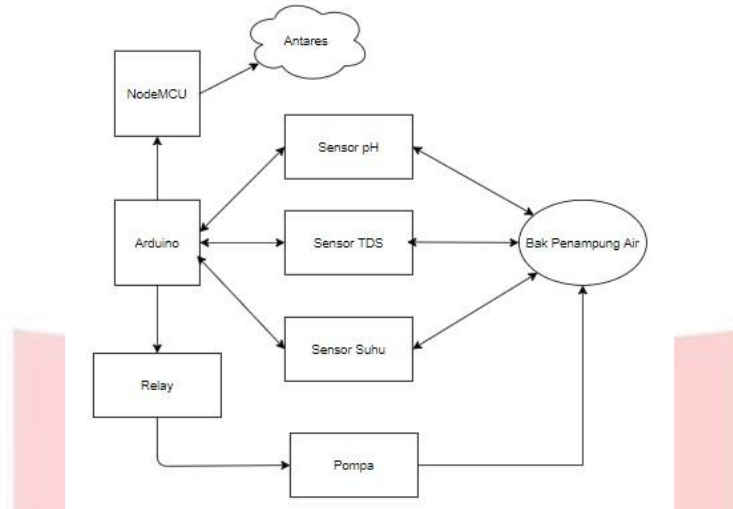 Antares
NodeMCU
Sensor pH
Arduino
Sensor TDS
Bak Penampung Air
Sensor Suhu
Relay
Pompa